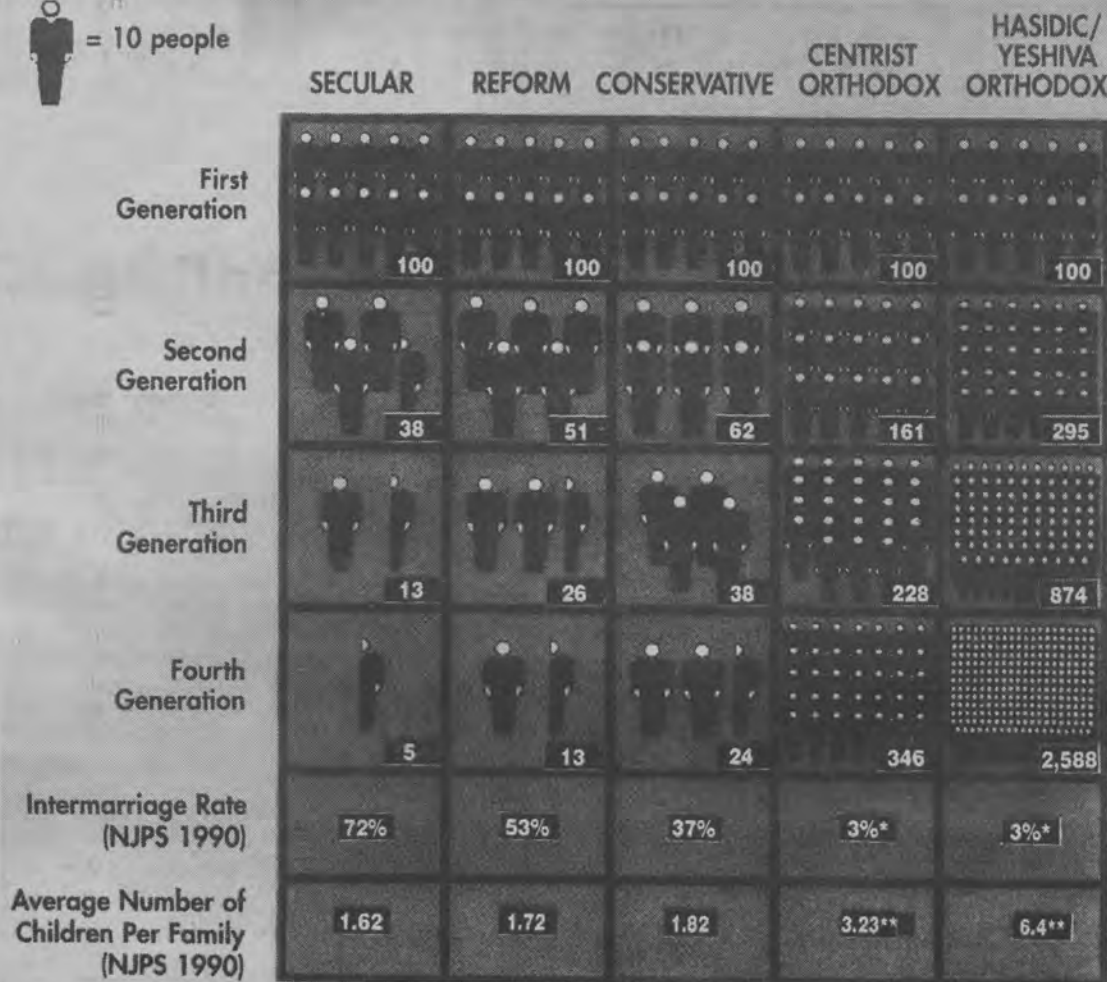 = 10 people
SECULAR REFORM CONSERVATIVE CENTRIST ORTHODOX HASIDIC/ YESHIVA ORTHODOX
First Generation 100 100 100 100 100
Second Generation 38 51 62 161 295
Third Generation 13 26 38 228 874
Fourth Generation 5 13 24 346 2,588
Intermarriage Rate (NJPS 1990) 72% 53% 37% 3%* 3%*
Average Number of Children Per Family (NJPS 1990) 1.62 1.72 1.82 3.23** 6.4**